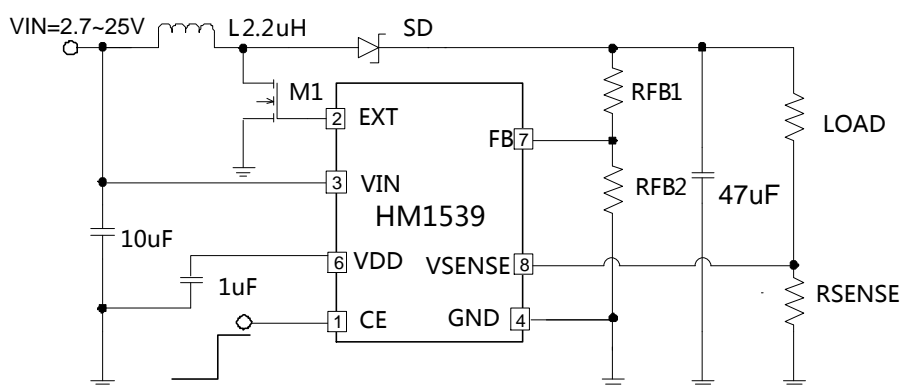 VIN=2.7~25V
L2.2uH
SD
M1
RFB1
2 EXT
LOAD
FB 7
3 VIN
RFB2
47uF
HM1539
10uF
6 VDD
VSENSE 8
1uF
RSENSE
1 CE
GND 4